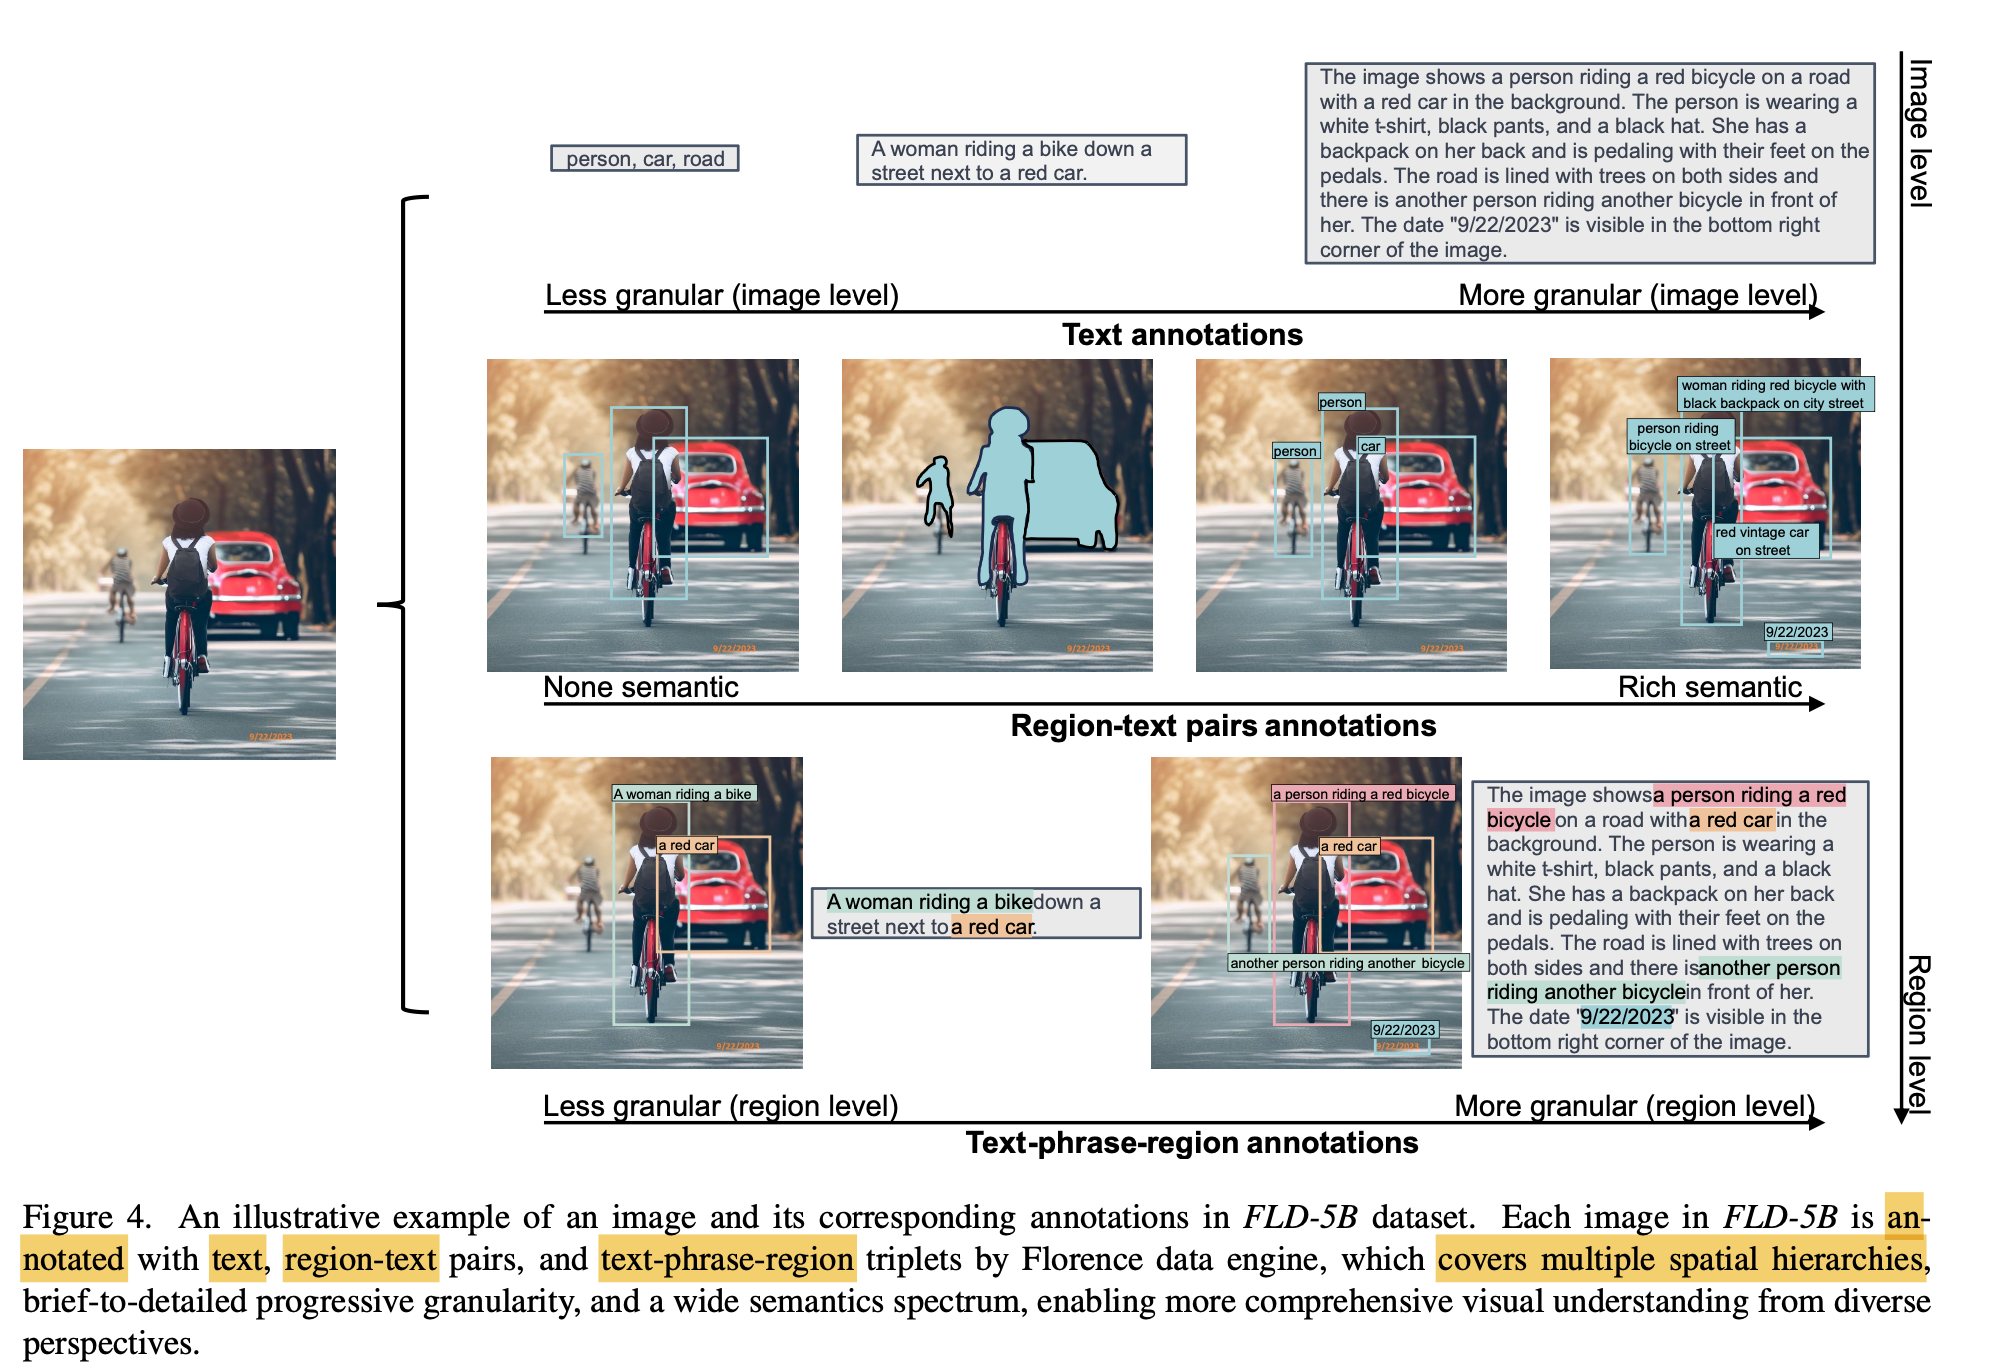 person, car, road
A woman riding a bike down a
street next to a red car.
The image shows a person riding a red bicycle on a road
with a red car in the background. The person is wearing a
white t-shirt, black pants, and a black hat. She has a
backpack on her back and is pedaling with their feet on the
pedals. The road is lined with trees on both sides and
there is another person riding another bicycle in front of
her. The date "9/22/2023" is visible in the bottom right
corner of the image.
Image level
Less granular (image level)
More granular (image level)
Text annotations
9/22/2023
9/22/2023
9/22/2023
person
person
car
9/22/2023
woman riding red bicycle with
black backpack on city street
person riding
bicycle on street
red vintage car
on street
9/22/2023
9/22/2023
None semantic
Rich semantic
Region-text pairs annotations
A woman riding a bike
a red car
9/22/2023
A woman riding a bike down a
street next to a red car.
a person riding a red bicycle
a red car
another person riding another bicycle
9/22/2023
9/22/2023
The image shows a person riding a red
bicycle on a road with a red car in the
background. The person is wearing a
white t-shirt, black pants, and a black
hat. She has a backpack on her back
and is pedaling with their feet on the
pedals. The road is lined with trees on
both sides and there is another person
riding another bicycle in front of her.
The date "9/22/2023" is visible in the
bottom right corner of the image.
Region level
Less granular (region level)
More granular (region level)
Text-phrase-region annotations
Figure 4. An illustrative example of an image and its corresponding annotations in FLD-5B dataset. Each image in FLD-5B is an-
notated with text, region-text pairs, and text-phrase-region triplets by Florence data engine, which covers multiple spatial hierarchies,
brief-to-detailed progressive granularity, and a wide semantics spectrum, enabling more comprehensive visual understanding from diverse
perspectives.